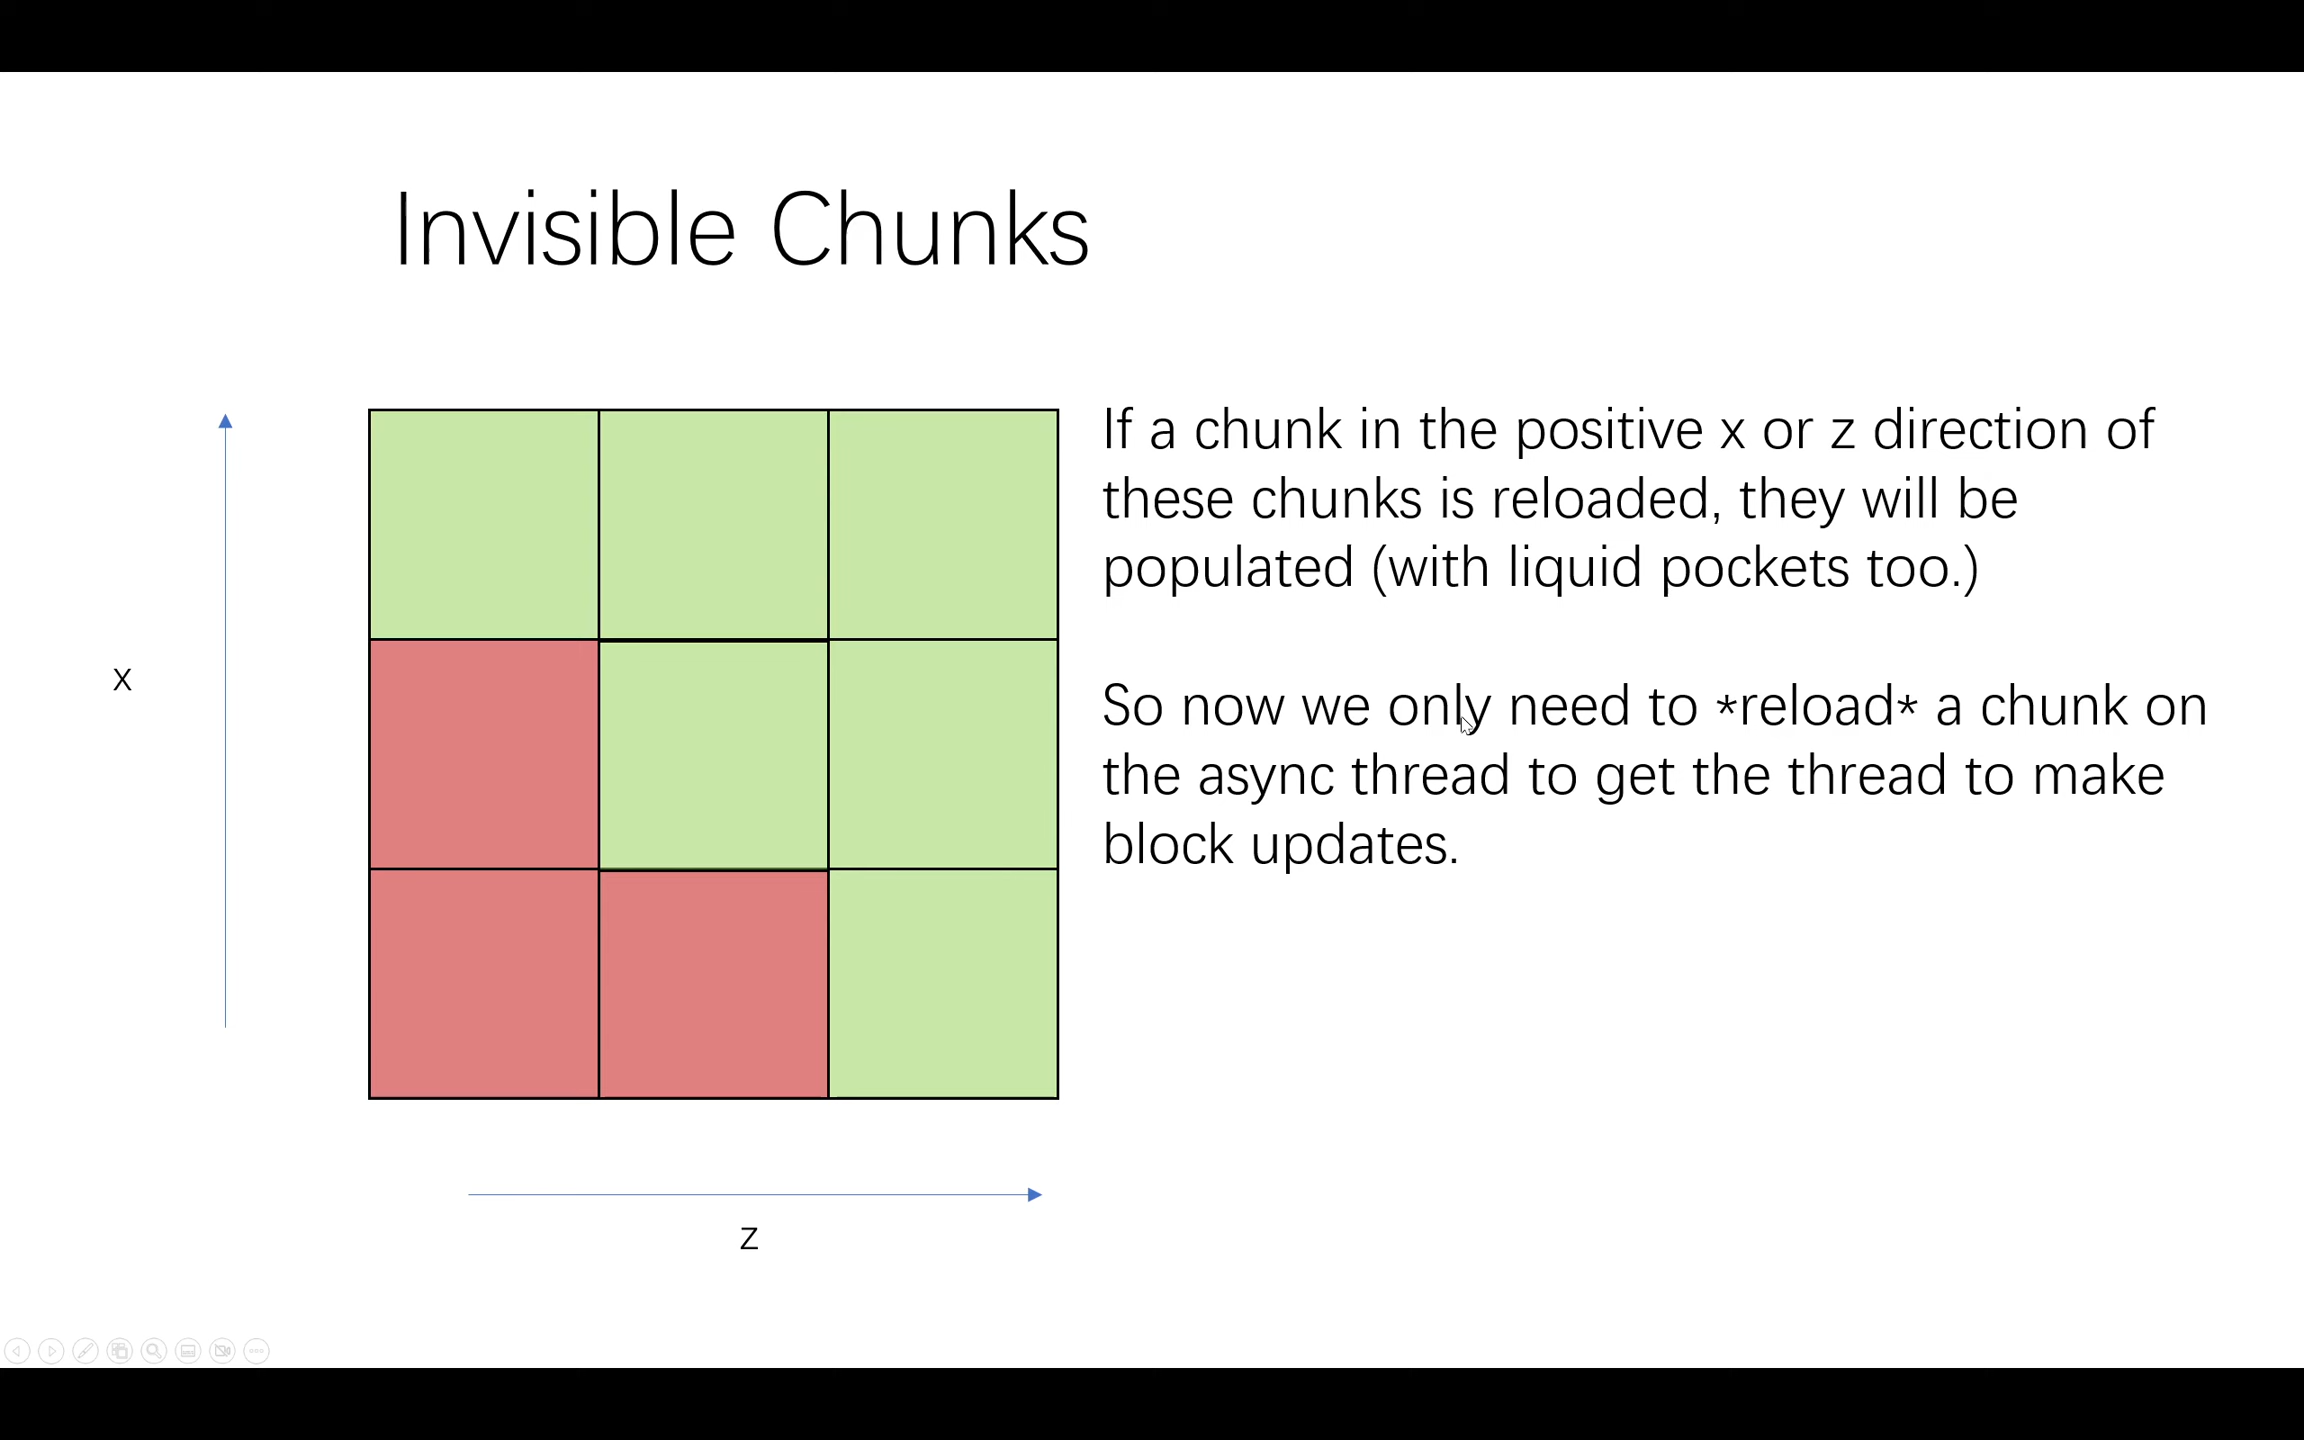 Invisible Chunks
If a chunk in the positive x or z direction of
these chunks is reloaded, they will be
populated (with liquid pockets too.)
So now we only need to *reload* a chunk on
the async thread to get the thread to make
block updates.
x
z